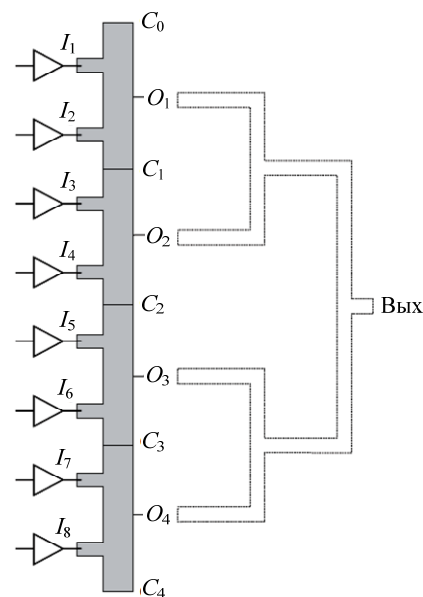 C₀
I₁
O₁
I₂
C₁
I₃
O₂
I₄
C₂
Вых
I₅
O₃
I₆
C₃
I₇
O₄
I₈
C₄